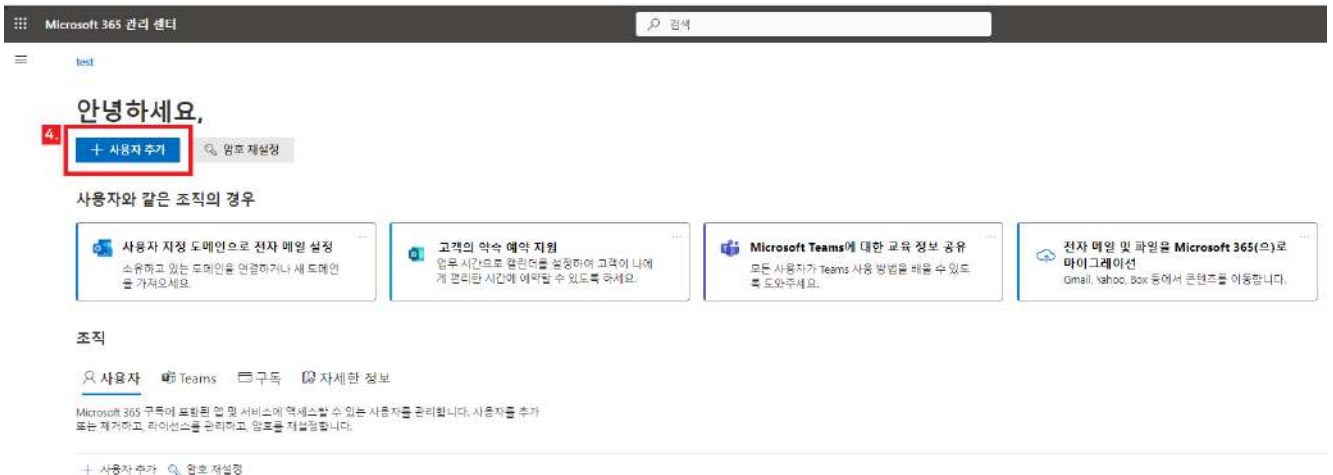 Microsoft 365 관리 센터
검색
test
안녕하세요,
4.
사용자 추가
암호 재설정
사용자와 같은 조직의 경우
사용자 지정 도메인으로 전자 메일 설정
소유하고 있는 도메인을 연결하거나 새 도메인
을 가져오세요.
고객의 약속 예약 지원
업무 시간으로 캘린더를 설정하여 고객이 나에
게 편리한 시간에 예약할 수 있도록 하세요.
Microsoft Teams에 대한 교육 정보 공유
모든 사용자가 Teams 사용 방법을 배울 수 있도
록 도와주세요.
전자 메일 및 파일을 Microsoft 365(으)로
마이그레이션
Gmail, Yahoo, Box 등에서 콘텐츠를 이동합니다.
조직
사용자 Teams 구독 자세한 정보
Microsoft 365 구독에 포함된 앱 및 서비스에 액세스할 수 있는 사용자를 관리합니다. 사용자를 추가
또는 제거하고, 라이선스를 관리하고, 암호를 재설정합니다.
사용자 추가 암호 재설정